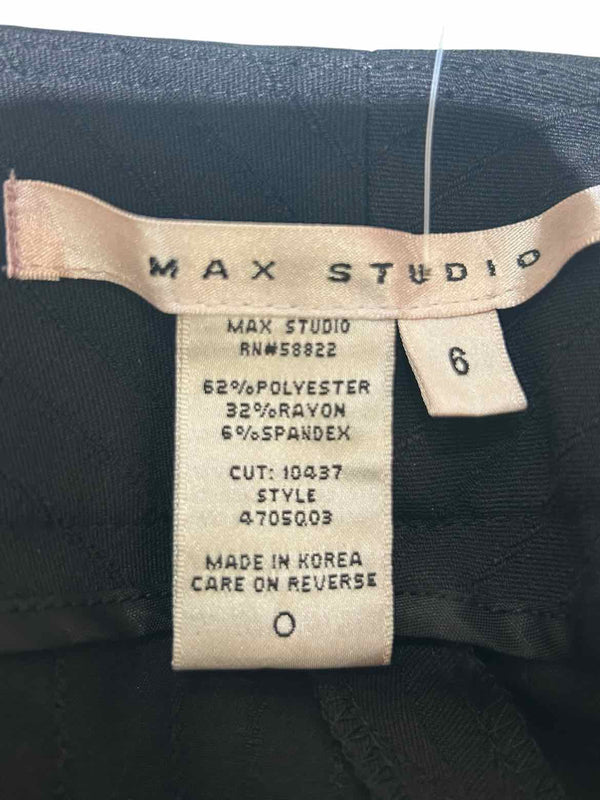 MAX STUDIO
6
MAX STUDIO
RN#58822
62%POLYESTER
32%RAYON
6%SPANDEX
CUT: 10437
STYLE
4705Q03
MADE IN KOREA
CARE ON REVERSE
O